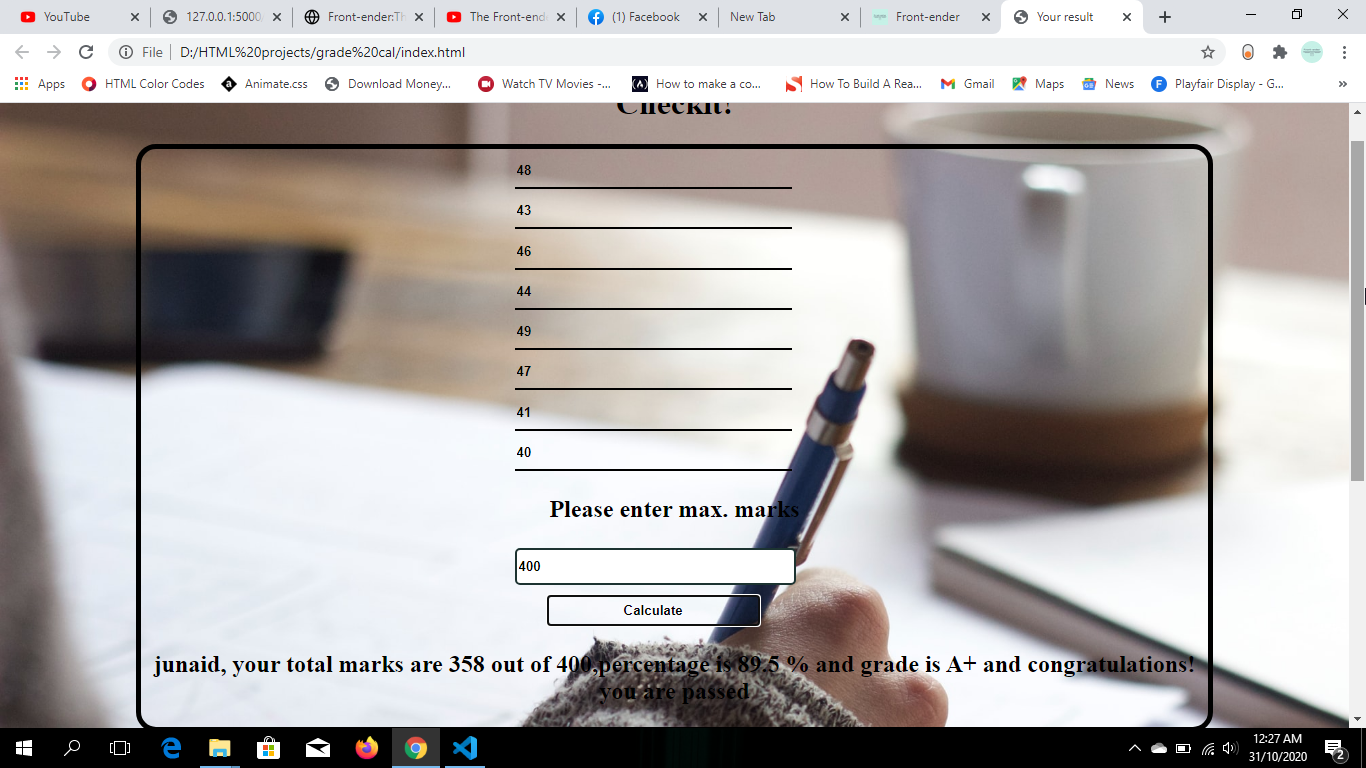 YouTube
127.0.0.1:5000
Front-ender:Th
The Front-end
(1) Facebook
New Tab
Front-ender
Your result
File
D:/HTML%20projects/grade%20cal/index.html
Apps
HTML Color Codes
Animate.css
Download Money...
Watch TV Movies -...
How to make a co...
How To Build A Rea...
Gmail
Maps
News
Playfair Display - G...
»
Checkit!
48
43
46
44
49
47
41
40
Please enter max. marks
400
Calculate
junaid, your total marks are 358 out of 400,percentage is 89.5 % and grade is A+ and congratulations!
you are passed
12:27 AM
31/10/2020
2